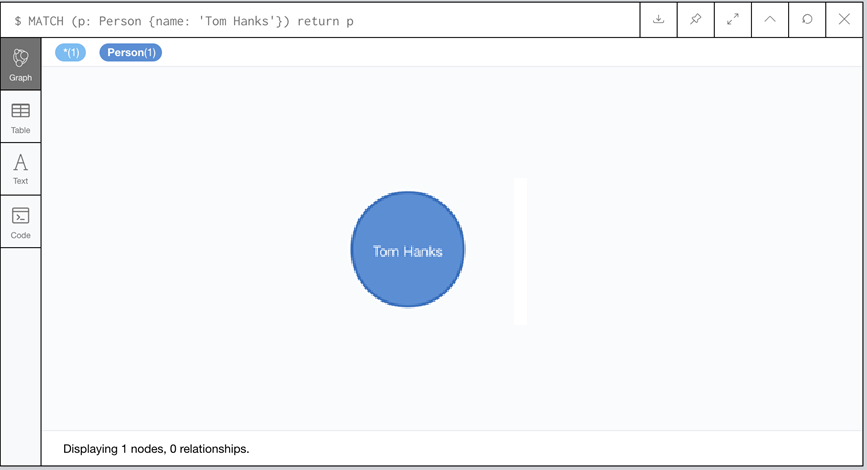 $ MATCH (p: Person {name: 'Tom Hanks'}) return p
*(1) Person(1)
Graph
Table
A
Text
Code
Tom Hanks
Displaying 1 nodes, 0 relationships.